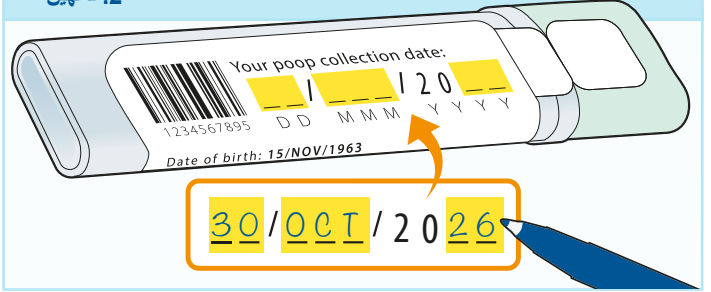 Your poop collection date:
_ _ / _ _ _ / 20 _ _
D D M M M Y Y Y Y
1234567895
Date of birth: 15/NOV/1963
30/OCT/2026